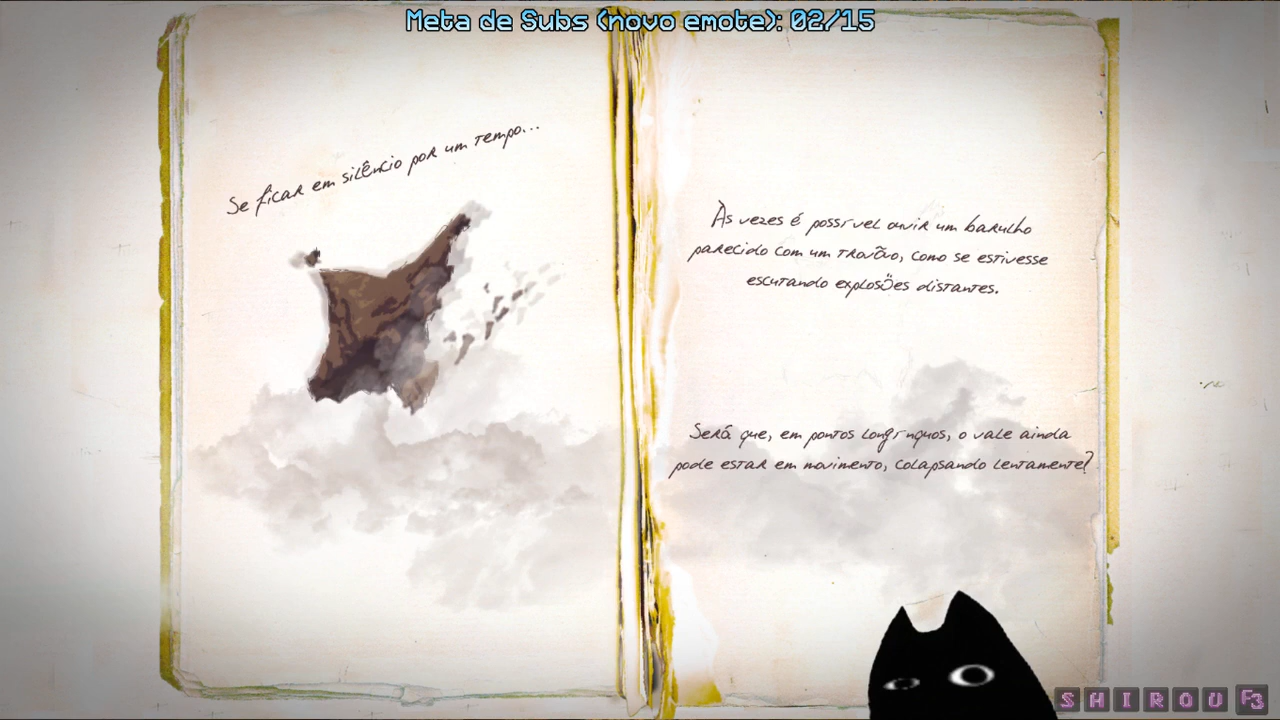 Meta de Subs (novo emote): 02/15
Se ficar em silêncio por um tempo...
Às vezes é possível ouvir um barulho
parecido com um trovão, como se estivesse
escutando explosões distantes.
Será que, em pontos longínquos, o vale ainda
pode estar em movimento, colapsando lentamente?
SHIROU F3